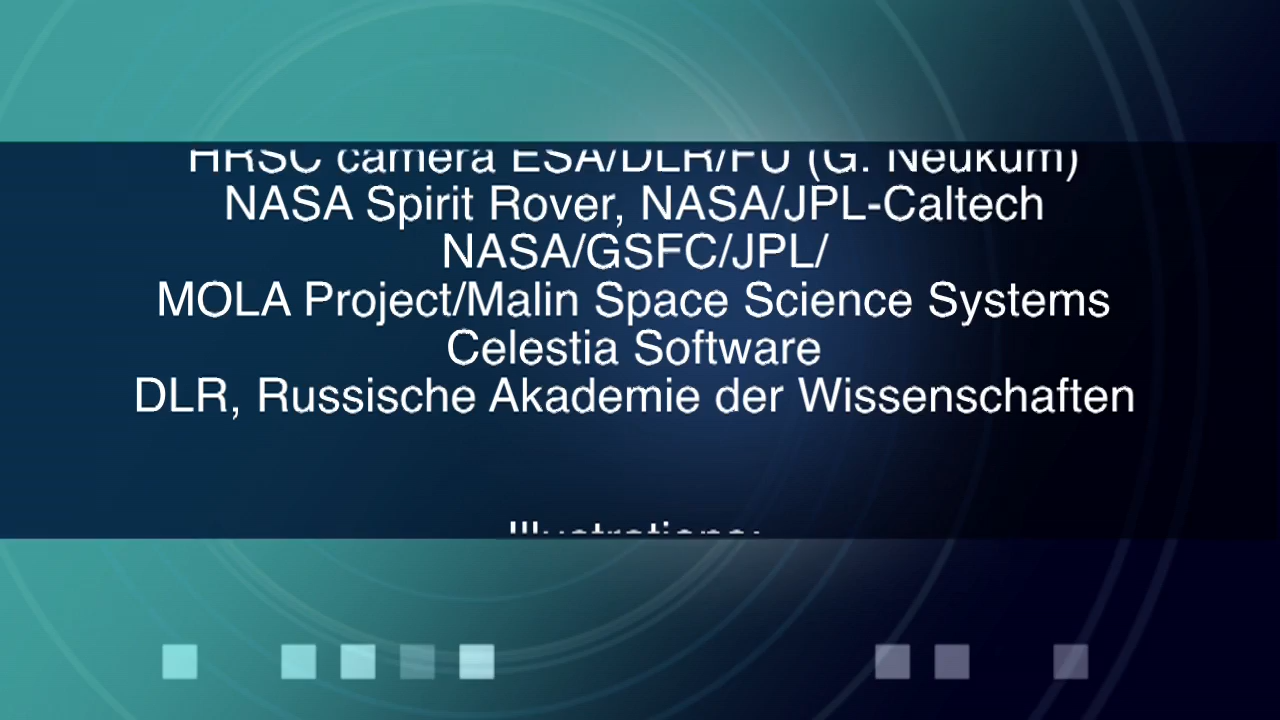 HRSC camera ESA/DLR/FU (G. Neukum)
NASA Spirit Rover, NASA/JPL-Caltech
NASA/GSFC/JPL/
MOLA Project/Malin Space Science Systems
Celestia Software
DLR, Russische Akademie der Wissenschaften
Illustrations: